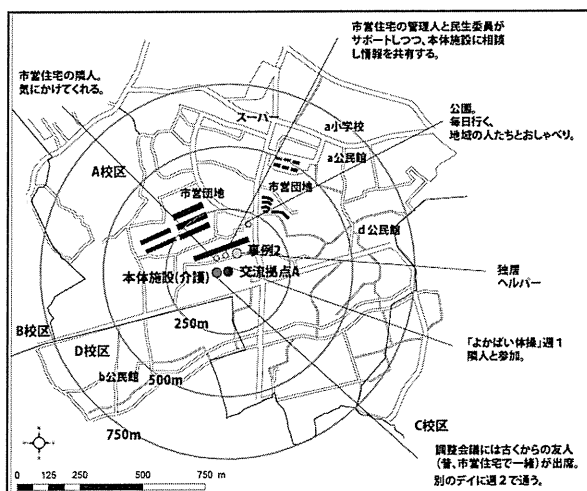 市営住宅の管理人と民生委員が
サポートしつつ、本体施設に相談
し情報を共有する。
市営住宅の隣人。
気にかけてくれる。
公園。
毎日行く、
地域の人たちとおしゃべり。
スーパー
a小学校
a公民館
A校区
市営団地
市営団地
d公民館
事例2
本体施設(介護)
交流拠点A
独居
ヘルパー
250m
B校区
D校区
b公民館
500m
「よかばい体操」週1
隣人と参加。
750m
C校区
調整会議には古くからの友人
(昔、市営住宅で一緒)が出席。
別のデイに週2で通う。
0 125 250 500 750 m